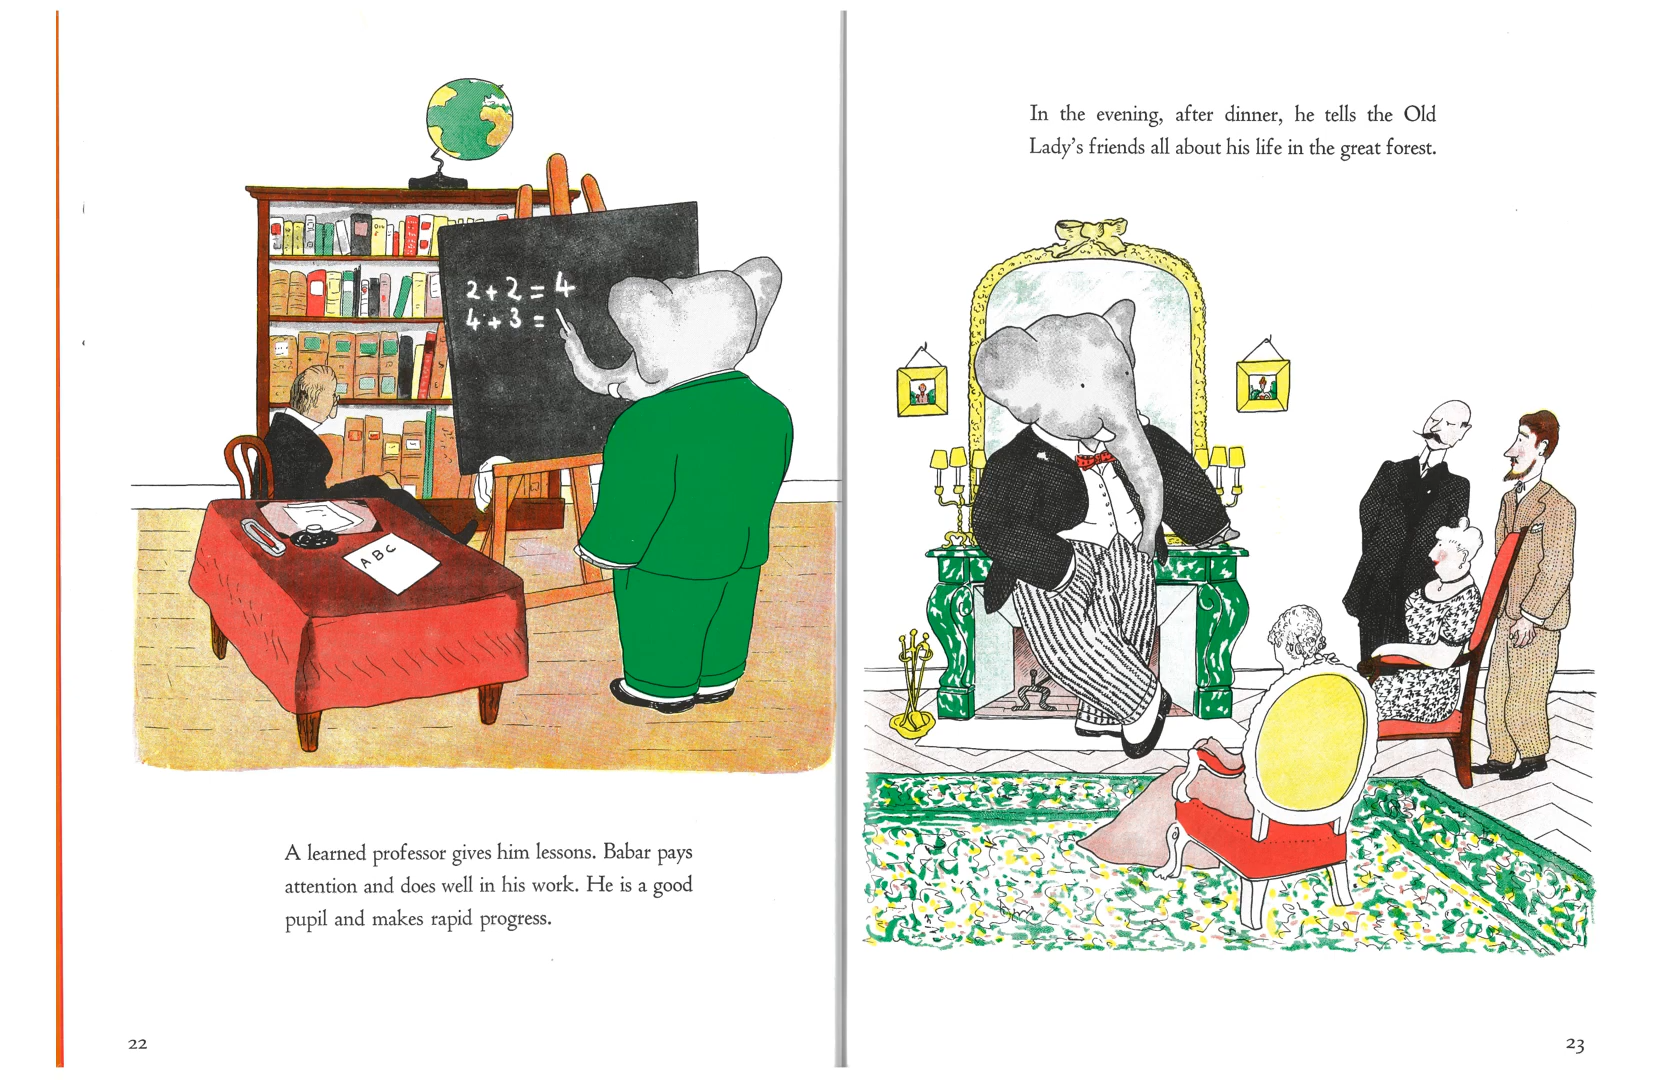 2 + 2 = 4
4 + 3 =
A B C
A learned professor gives him lessons. Babar pays
attention and does well in his work. He is a good
pupil and makes rapid progress.
22
In the evening, after dinner, he tells the Old
Lady's friends all about his life in the great forest.
23